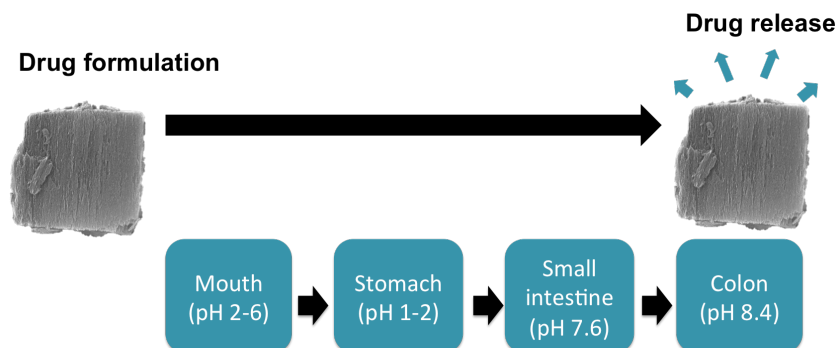 Drug release
Drug formulation
Mouth
(pH 2-6)
Stomach
(pH 1-2)
Small
intestine
(pH 7.6)
Colon
(pH 8.4)